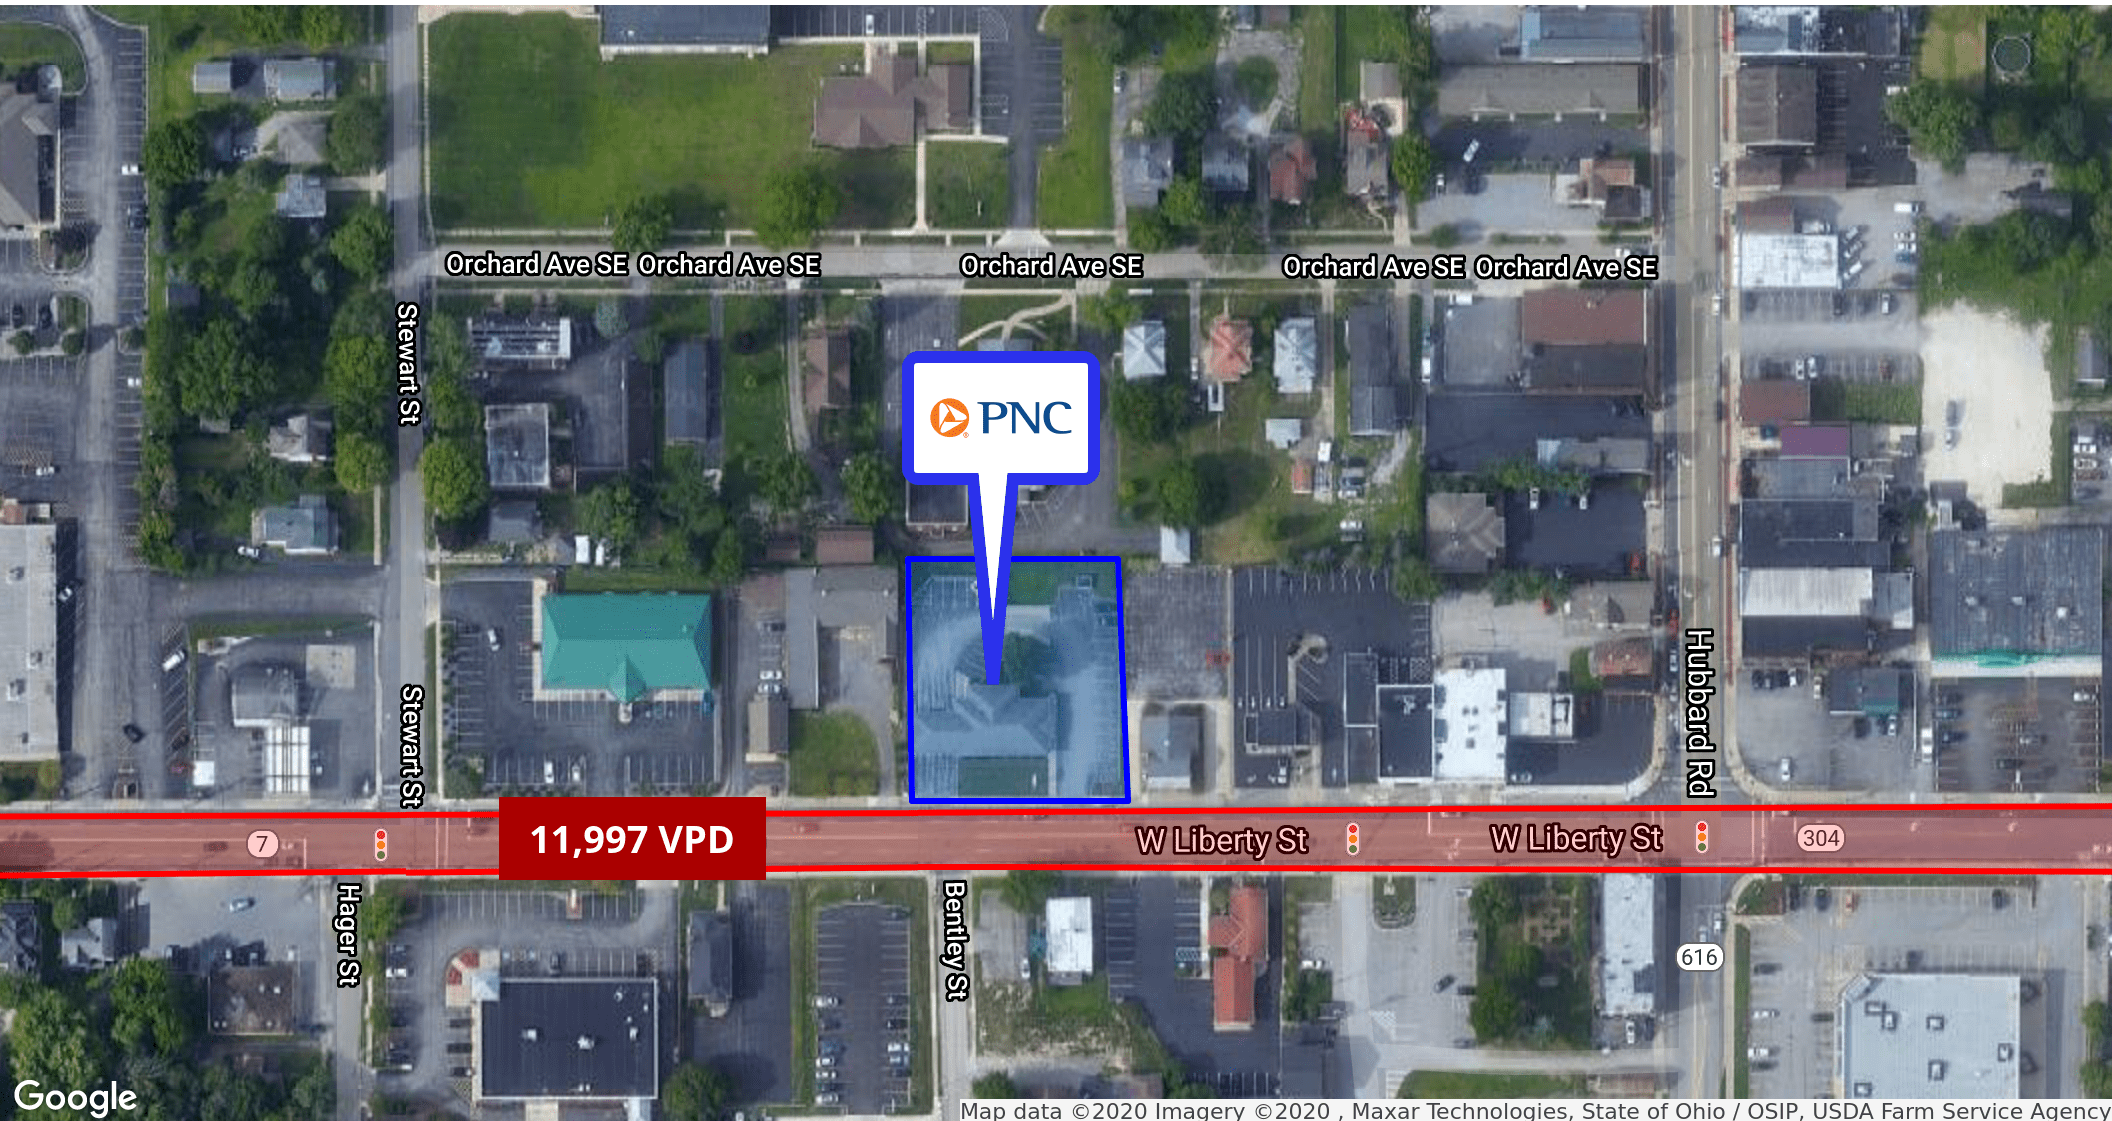 Orchard Ave SE
Orchard Ave SE
Orchard Ave SE
Orchard Ave SE
Orchard Ave SE
Stewart St
PNC
Stewart St
Hubbard Rd
7
11,997 VPD
W Liberty St
W Liberty St
304
Hager St
Bentley St
616
Google
Map data ©2020 Imagery ©2020 , Maxar Technologies, State of Ohio / OSIP, USDA Farm Service Agency